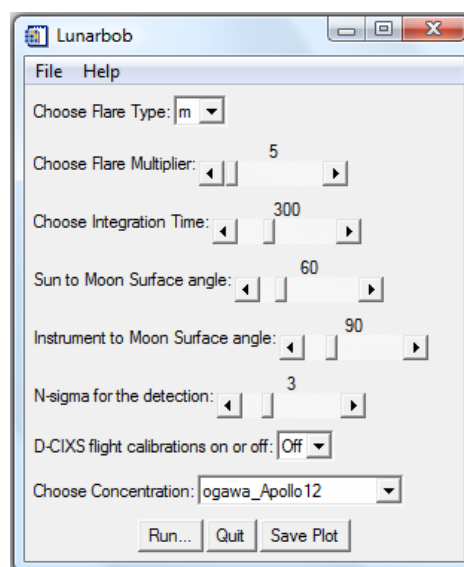 Lunarbob
File Help
Choose Flare Type: m
5
Choose Flare Multiplier:
300
Choose Integration Time:
60
Sun to Moon Surface angle:
90
Instrument to Moon Surface angle:
3
N-sigma for the detection:
D-CIXS flight calibrations on or off: Off
Choose Concentration: ogawa_Apollo12
Run... Quit Save Plot